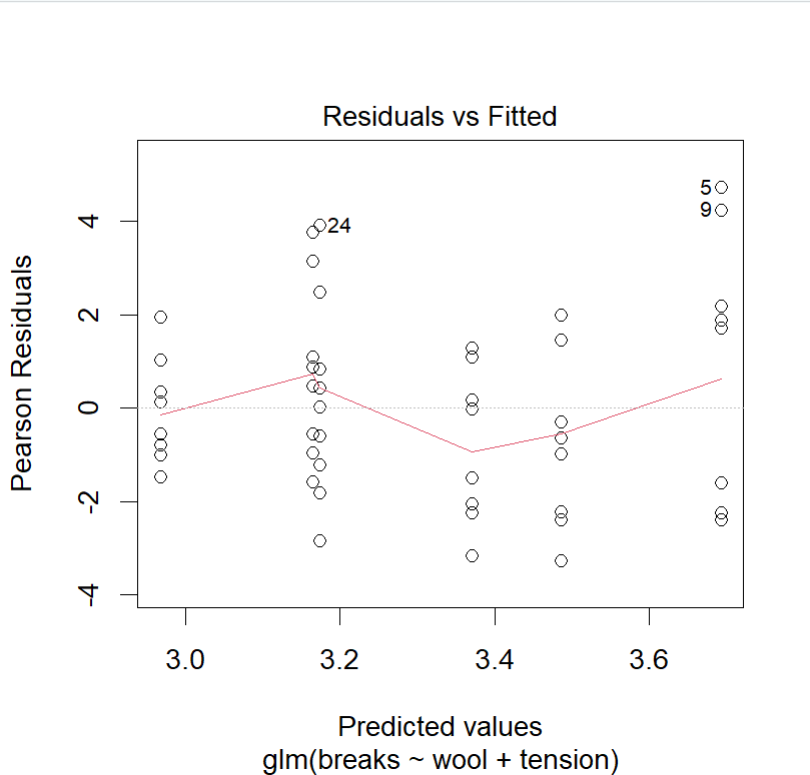 Residuals vs Fitted
5
9
24
4
2
0
-2
-4
Pearson Residuals
3.0 3.2 3.4 3.6
Predicted values
glm(breaks ~ wool + tension)